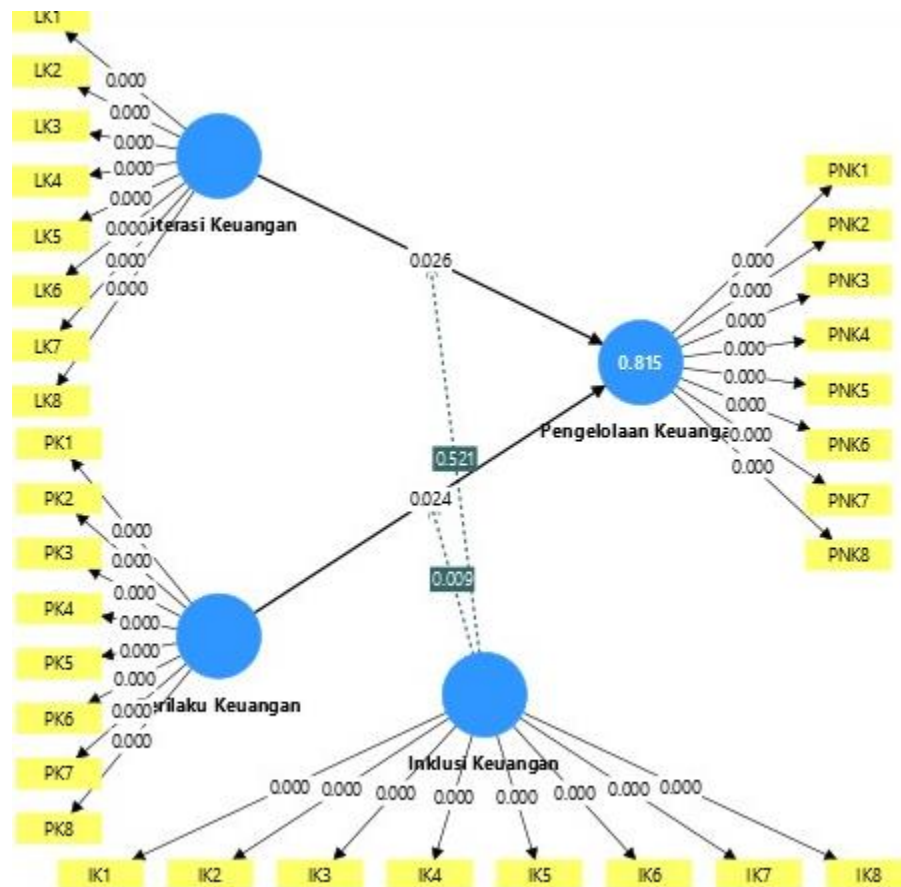 LK1
LK2
LK3
LK4
LK5
LK6
LK7
LK8
0.000
0.000
0.000
0.000
0.000
0.000
0.000
0.000
iterasi Keuangan
PK1
PK2
PK3
PK4
PK5
PK6
PK7
PK8
0.000
0.000
0.000
0.000
0.000
0.000
0.000
0.000
rilaku Keuangan
0.026
0.521
0.024
0.009
0.815
Pengelolaan Keuanga
0.000
0.000
0.000
0.000
0.000
0.000
0.000
0.000
PNK1
PNK2
PNK3
PNK4
PNK5
PNK6
PNK7
PNK8
Inklusi Keuangan
0.000
0.000
0.000
0.000
0.000
0.000
0.000
0.000
IK1
IK2
IK3
IK4
IK5
IK6
IK7
IK8